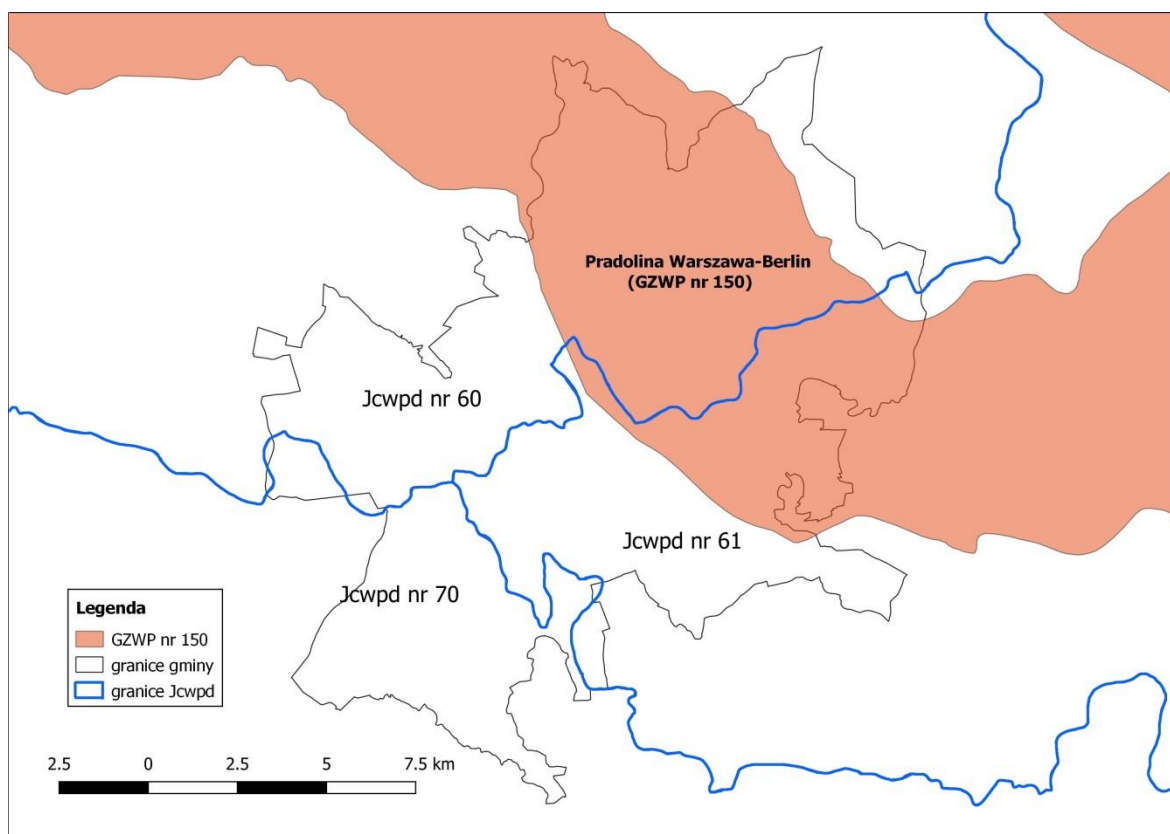 Pradolina Warszawa-Berlin
(GZWP nr 150)
Jcwpd nr 60
Jcwpd nr 61
Jcwpd nr 70
Legenda
GZWP nr 150
granice gminy
granice Jcwpd
2.5 0 2.5 5 7.5 km